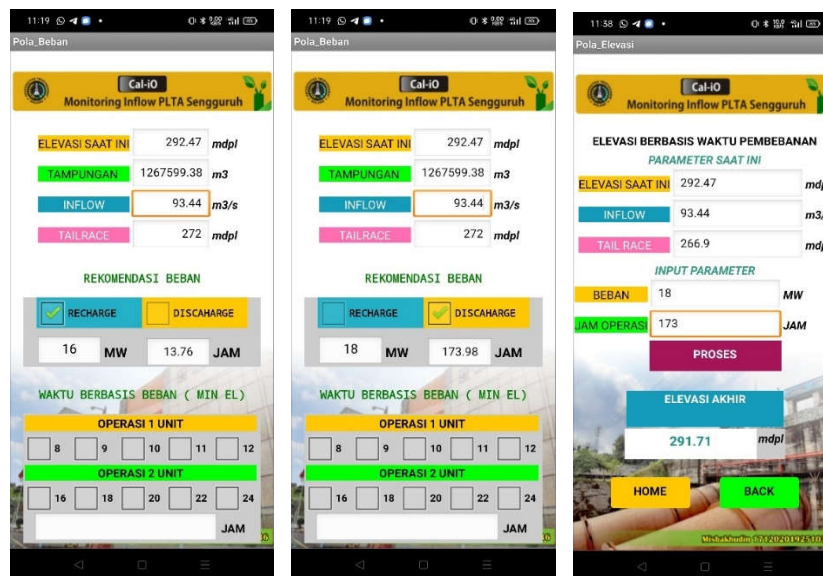 11:19
Pola_Beban
Cal-iO
Monitoring Inflow PLTA Sengguruh
ELEVASI SAAT INI 292.47 mdpl
TAMPUNGAN 1267599.38 m3
INFLOW 93.44 m3/s
TAILRACE 272 mdpl
REKOMENDASI BEBAN
RECHARGE DISCAHARGE
16 MW 13.76 JAM
WAKTU BERBASIS BEBAN ( MIN EL)
OPERASI 1 UNIT
8 9 10 11 12
OPERASI 2 UNIT
16 18 20 22 24
JAM
11:19
Pola_Beban
Cal-iO
Monitoring Inflow PLTA Sengguruh
ELEVASI SAAT INI 292.47 mdpl
TAMPUNGAN 1267599.38 m3
INFLOW 93.44 m3/s
TAILRACE 272 mdpl
REKOMENDASI BEBAN
RECHARGE DISCAHARGE
18 MW 173.98 JAM
WAKTU BERBASIS BEBAN ( MIN EL)
OPERASI 1 UNIT
8 9 10 11 12
OPERASI 2 UNIT
16 18 20 22 24
JAM
11:38
Pola_Elevasi
Cal-iO
Monitoring Inflow PLTA Sengguruh
ELEVASI BERBASIS WAKTU PEMBEBANAN
PARAMETER SAAT INI
ELEVASI SAAT INI 292.47
INFLOW 93.44 m3/
TAIL RACE 266.9
INPUT PARAMETER
BEBAN 18 MW
JAM OPERASI 173 JAM
PROSES
ELEVASI AKHIR
291.71 mdpl
HOME BACK